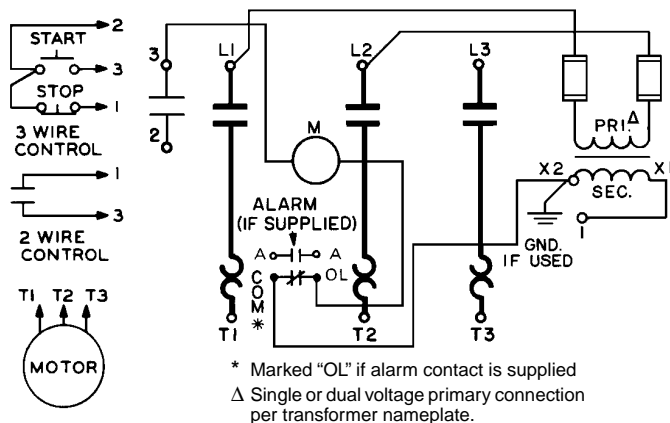 START
2
3
STOP
1
3 WIRE
CONTROL
1
3
2 WIRE
CONTROL
T1 T2 T3
MOTOR
3
2
L1
L2
L3
M
ALARM
(IF SUPPLIED)
A
A
COM
*
OL
T1
T2
T3
PRI. Δ
X2
X1
SEC.
1
GND.
IF USED
* Marked "OL" if alarm contact is supplied
Δ Single or dual voltage primary connection
per transformer nameplate.